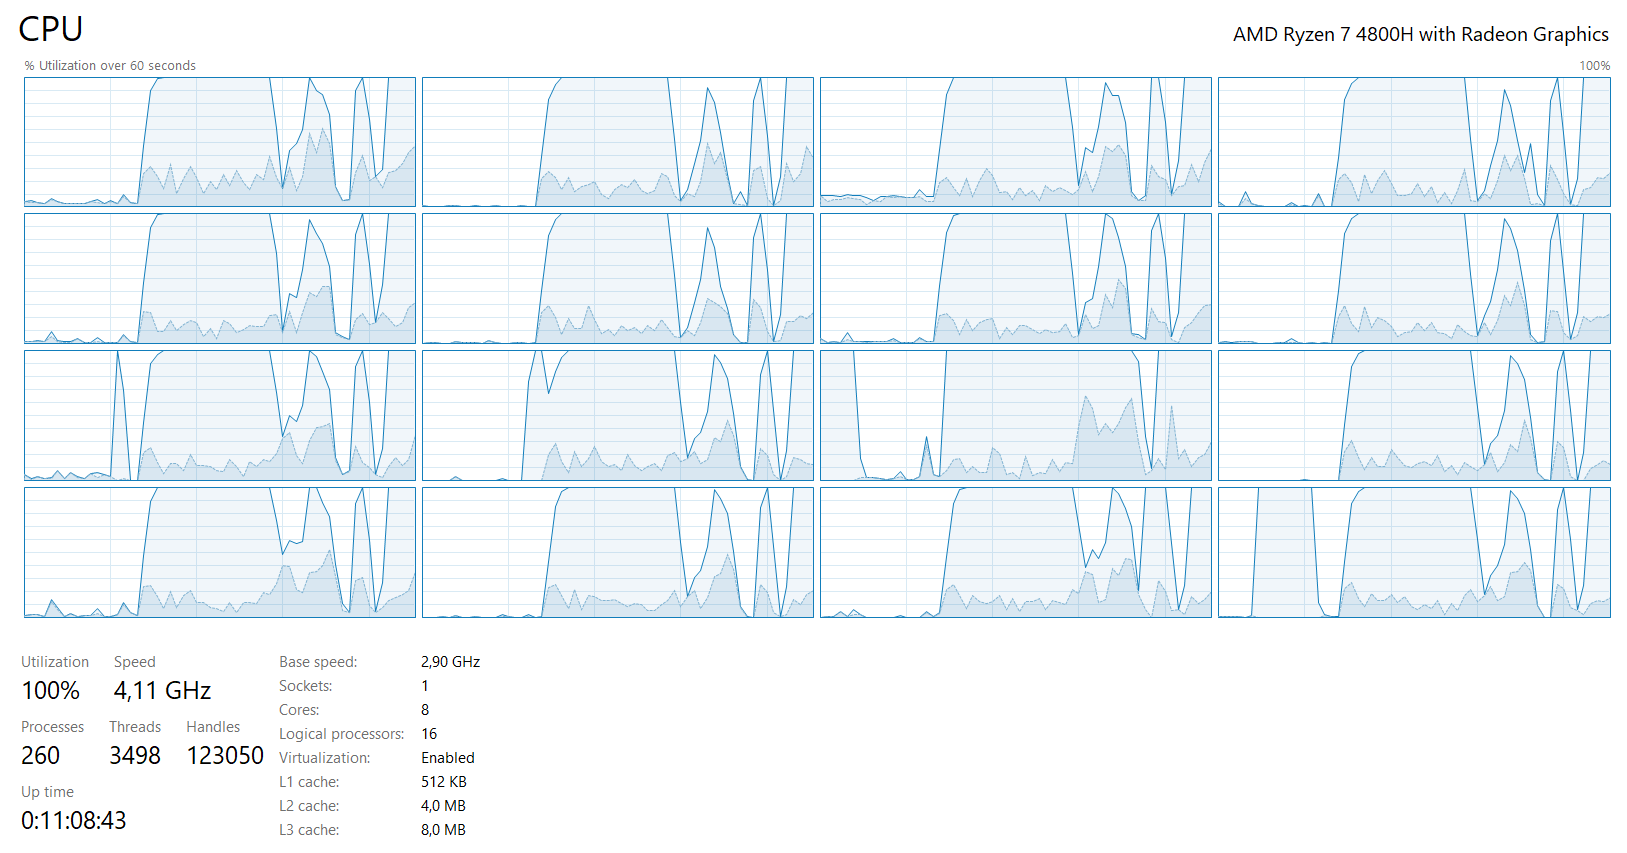 CPU
AMD Ryzen 7 4800H with Radeon Graphics
% Utilization over 60 seconds
100%
Utilization
Speed
100%
4,11 GHz
Processes
Threads
Handles
260
3498
123050
Up time
0:11:08:43
Base speed: 2,90 GHz
Sockets: 1
Cores: 8
Logical processors: 16
Virtualization: Enabled
L1 cache: 512 KB
L2 cache: 4,0 MB
L3 cache: 8,0 MB